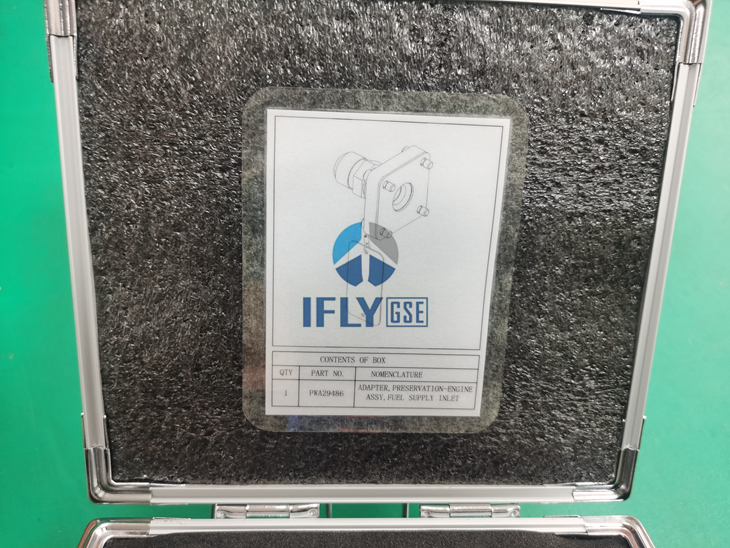 IFLY GSE
CONTENTS OF BOX
QTY PART NO. NOMENCLATURE
1 PWA29486 ADAPTER, PRESERVATION-ENGINE
ASSY, FUEL SUPPLY INLET